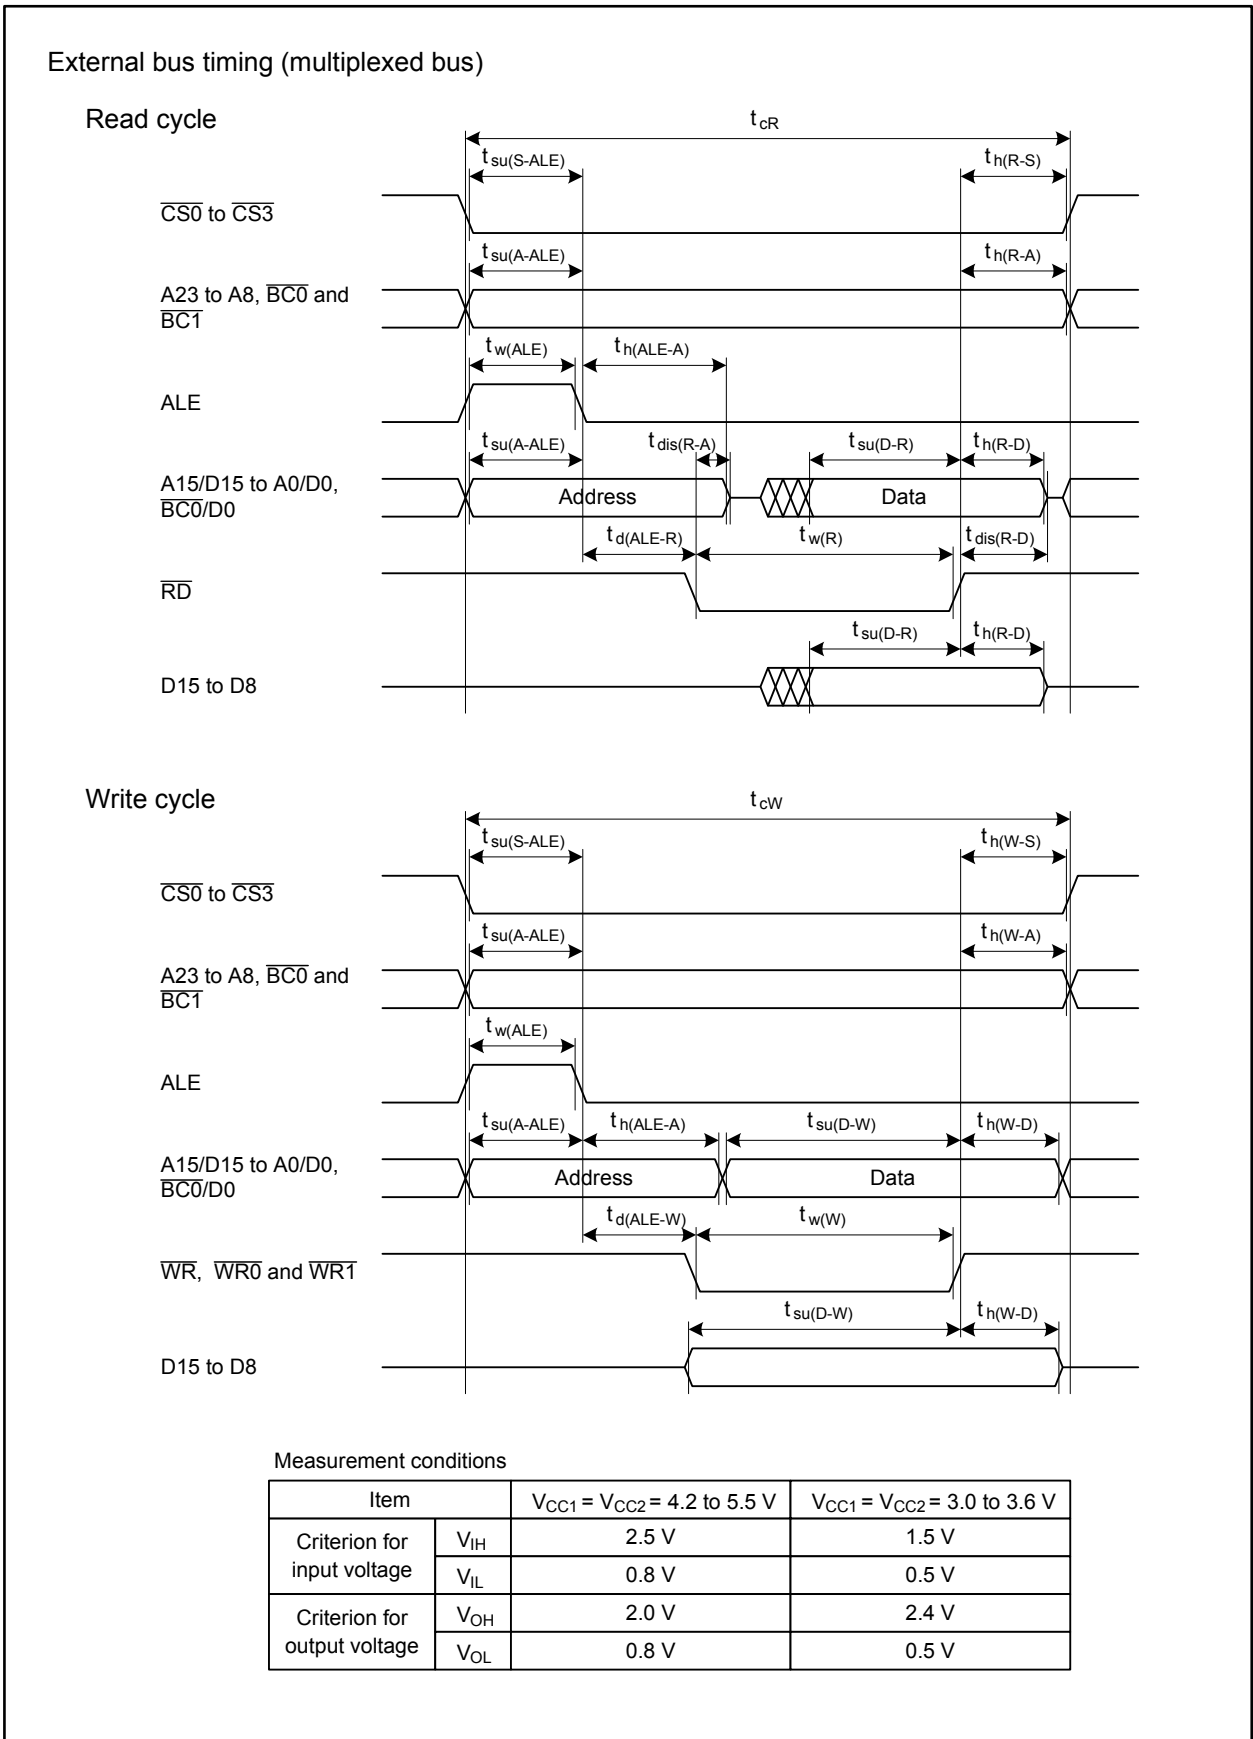 External bus timing (multiplexed bus)
Read cycle
tcR
tsu(S-ALE) th(R-S)
CS0 to CS3
tsu(A-ALE) th(R-A)
A23 to A8, BC0 and
BC1
tw(ALE) th(ALE-A)
ALE
tsu(A-ALE) tdis(R-A) tsu(D-R) th(R-D)
A15/D15 to A0/D0,
BC0/D0
Address Data
td(ALE-R) tw(R) tdis(R-D)
RD
tsu(D-R) th(R-D)
D15 to D8
Write cycle
tcW
tsu(S-ALE) th(W-S)
CS0 to CS3
tsu(A-ALE) th(W-A)
A23 to A8, BC0 and
BC1
tw(ALE)
ALE
tsu(A-ALE) th(ALE-A) tsu(D-W) th(W-D)
A15/D15 to A0/D0,
BC0/D0
Address Data
td(ALE-W) tw(W)
WR, WR0 and WR1
tsu(D-W) th(W-D)
D15 to D8
Measurement conditions
Item VCC1 = VCC2 = 4.2 to 5.5 V VCC1 = VCC2 = 3.0 to 3.6 V
Criterion for
input voltage
VIH 2.5 V 1.5 V
VIL 0.8 V 0.5 V
Criterion for
output voltage
VOH 2.0 V 2.4 V
VOL 0.8 V 0.5 V